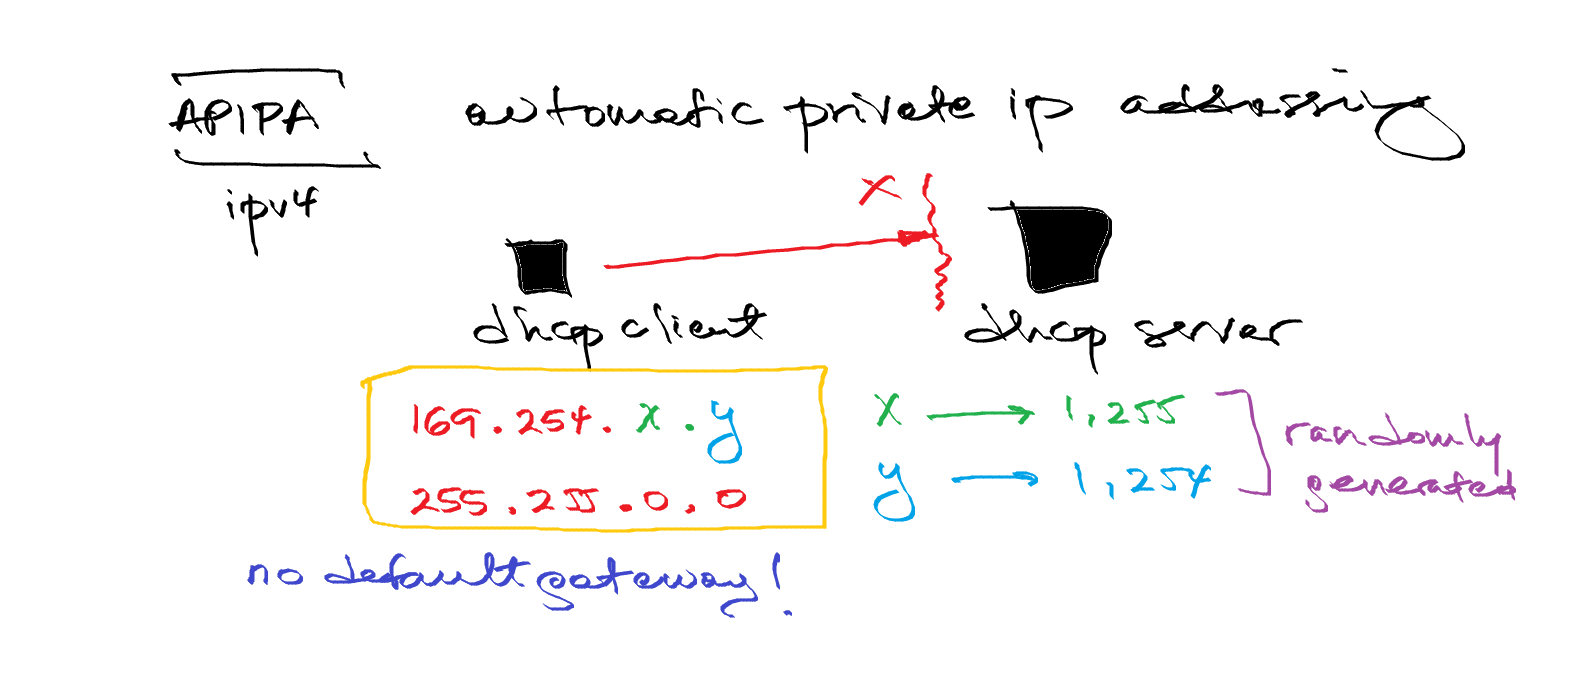 APIPA automatic private ip addressing
ipv4
X
dhcp client dhcp server
169.254.x.y
255.255.0.0
x → 1,255
y → 1,254
randomly
generated
no default gateway!